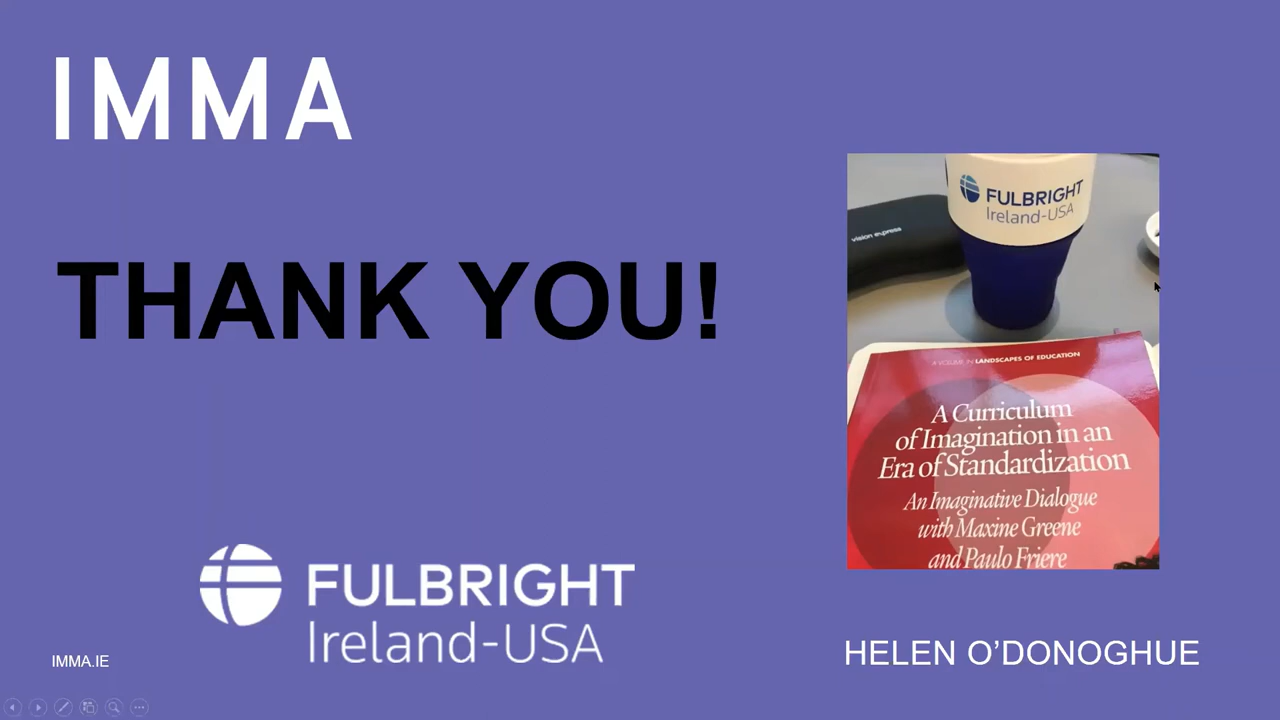 IMMA
THANK YOU!
FULBRIGHT
Ireland-USA
vision express
A VOLUME IN LANDSCAPES OF EDUCATION
A Curriculum
of Imagination in an
Era of Standardization
An Imaginative Dialogue
with Maxine Greene
and Paulo Friere
FULBRIGHT
Ireland-USA
IMMA.IE
HELEN O’DONOGHUE